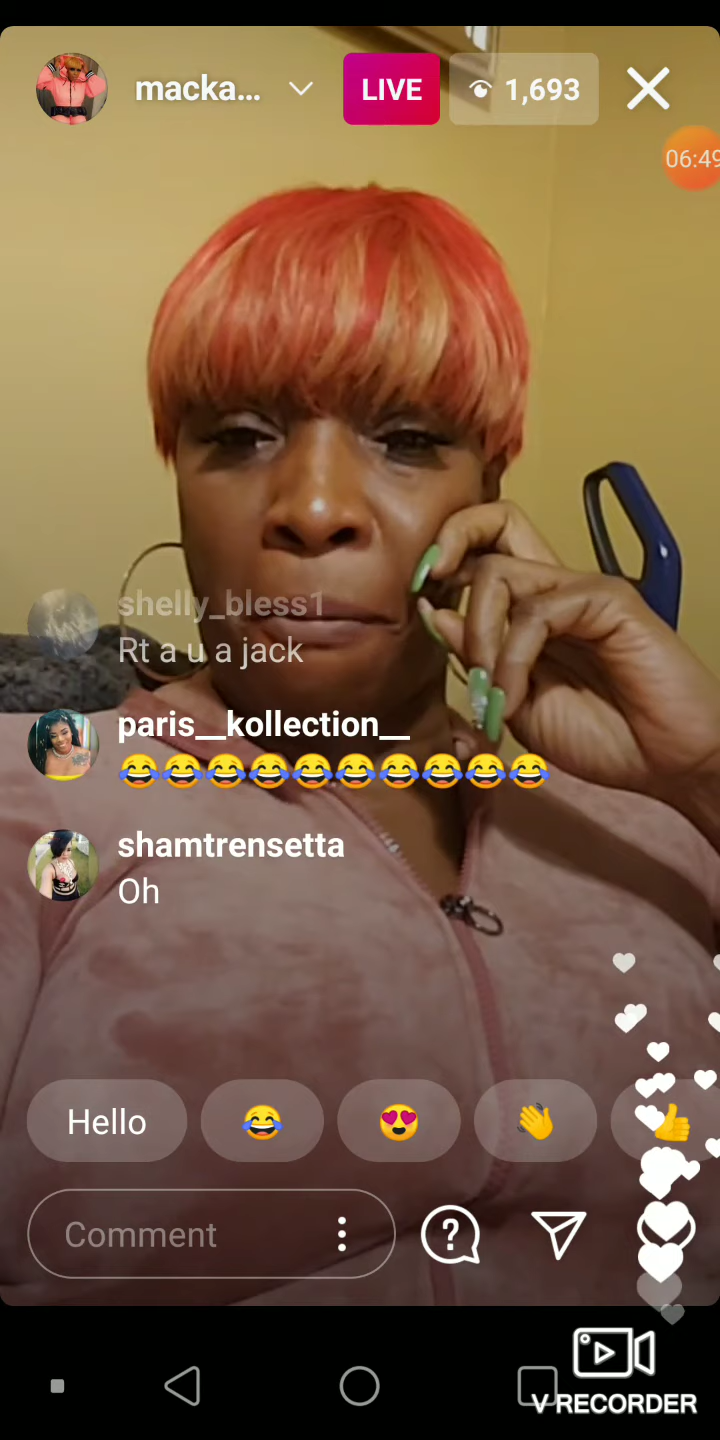 macka...
LIVE
1,693
06:49
shelly_bless1
Rt a u a jack
paris__kollection__
😂😂😂😂😂😂😂😂😂😂
shamtrensetta
Oh
Hello
Comment
V RECORDER